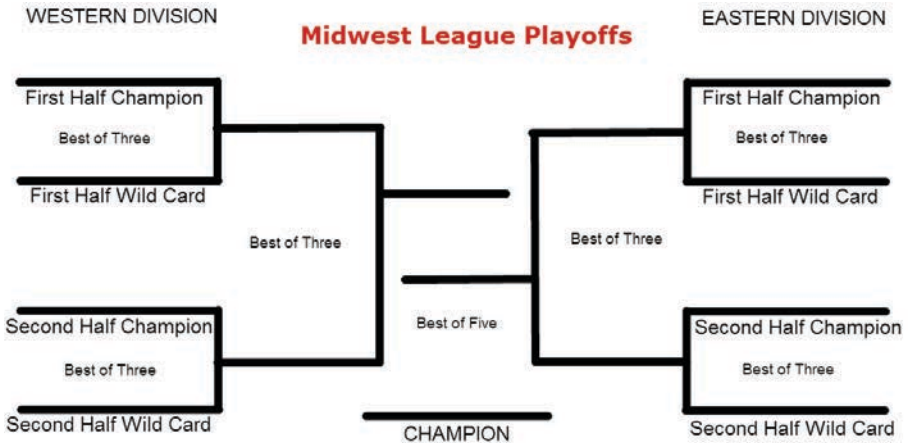 WESTERN DIVISION
EASTERN DIVISION
Midwest League Playoffs
First Half Champion
First Half Champion
Best of Three
Best of Three
First Half Wild Card
First Half Wild Card
Best of Three
Best of Three
Second Half Champion
Best of Five
Second Half Champion
Best of Three
Best of Three
Second Half Wild Card
CHAMPION
Second Half Wild Card